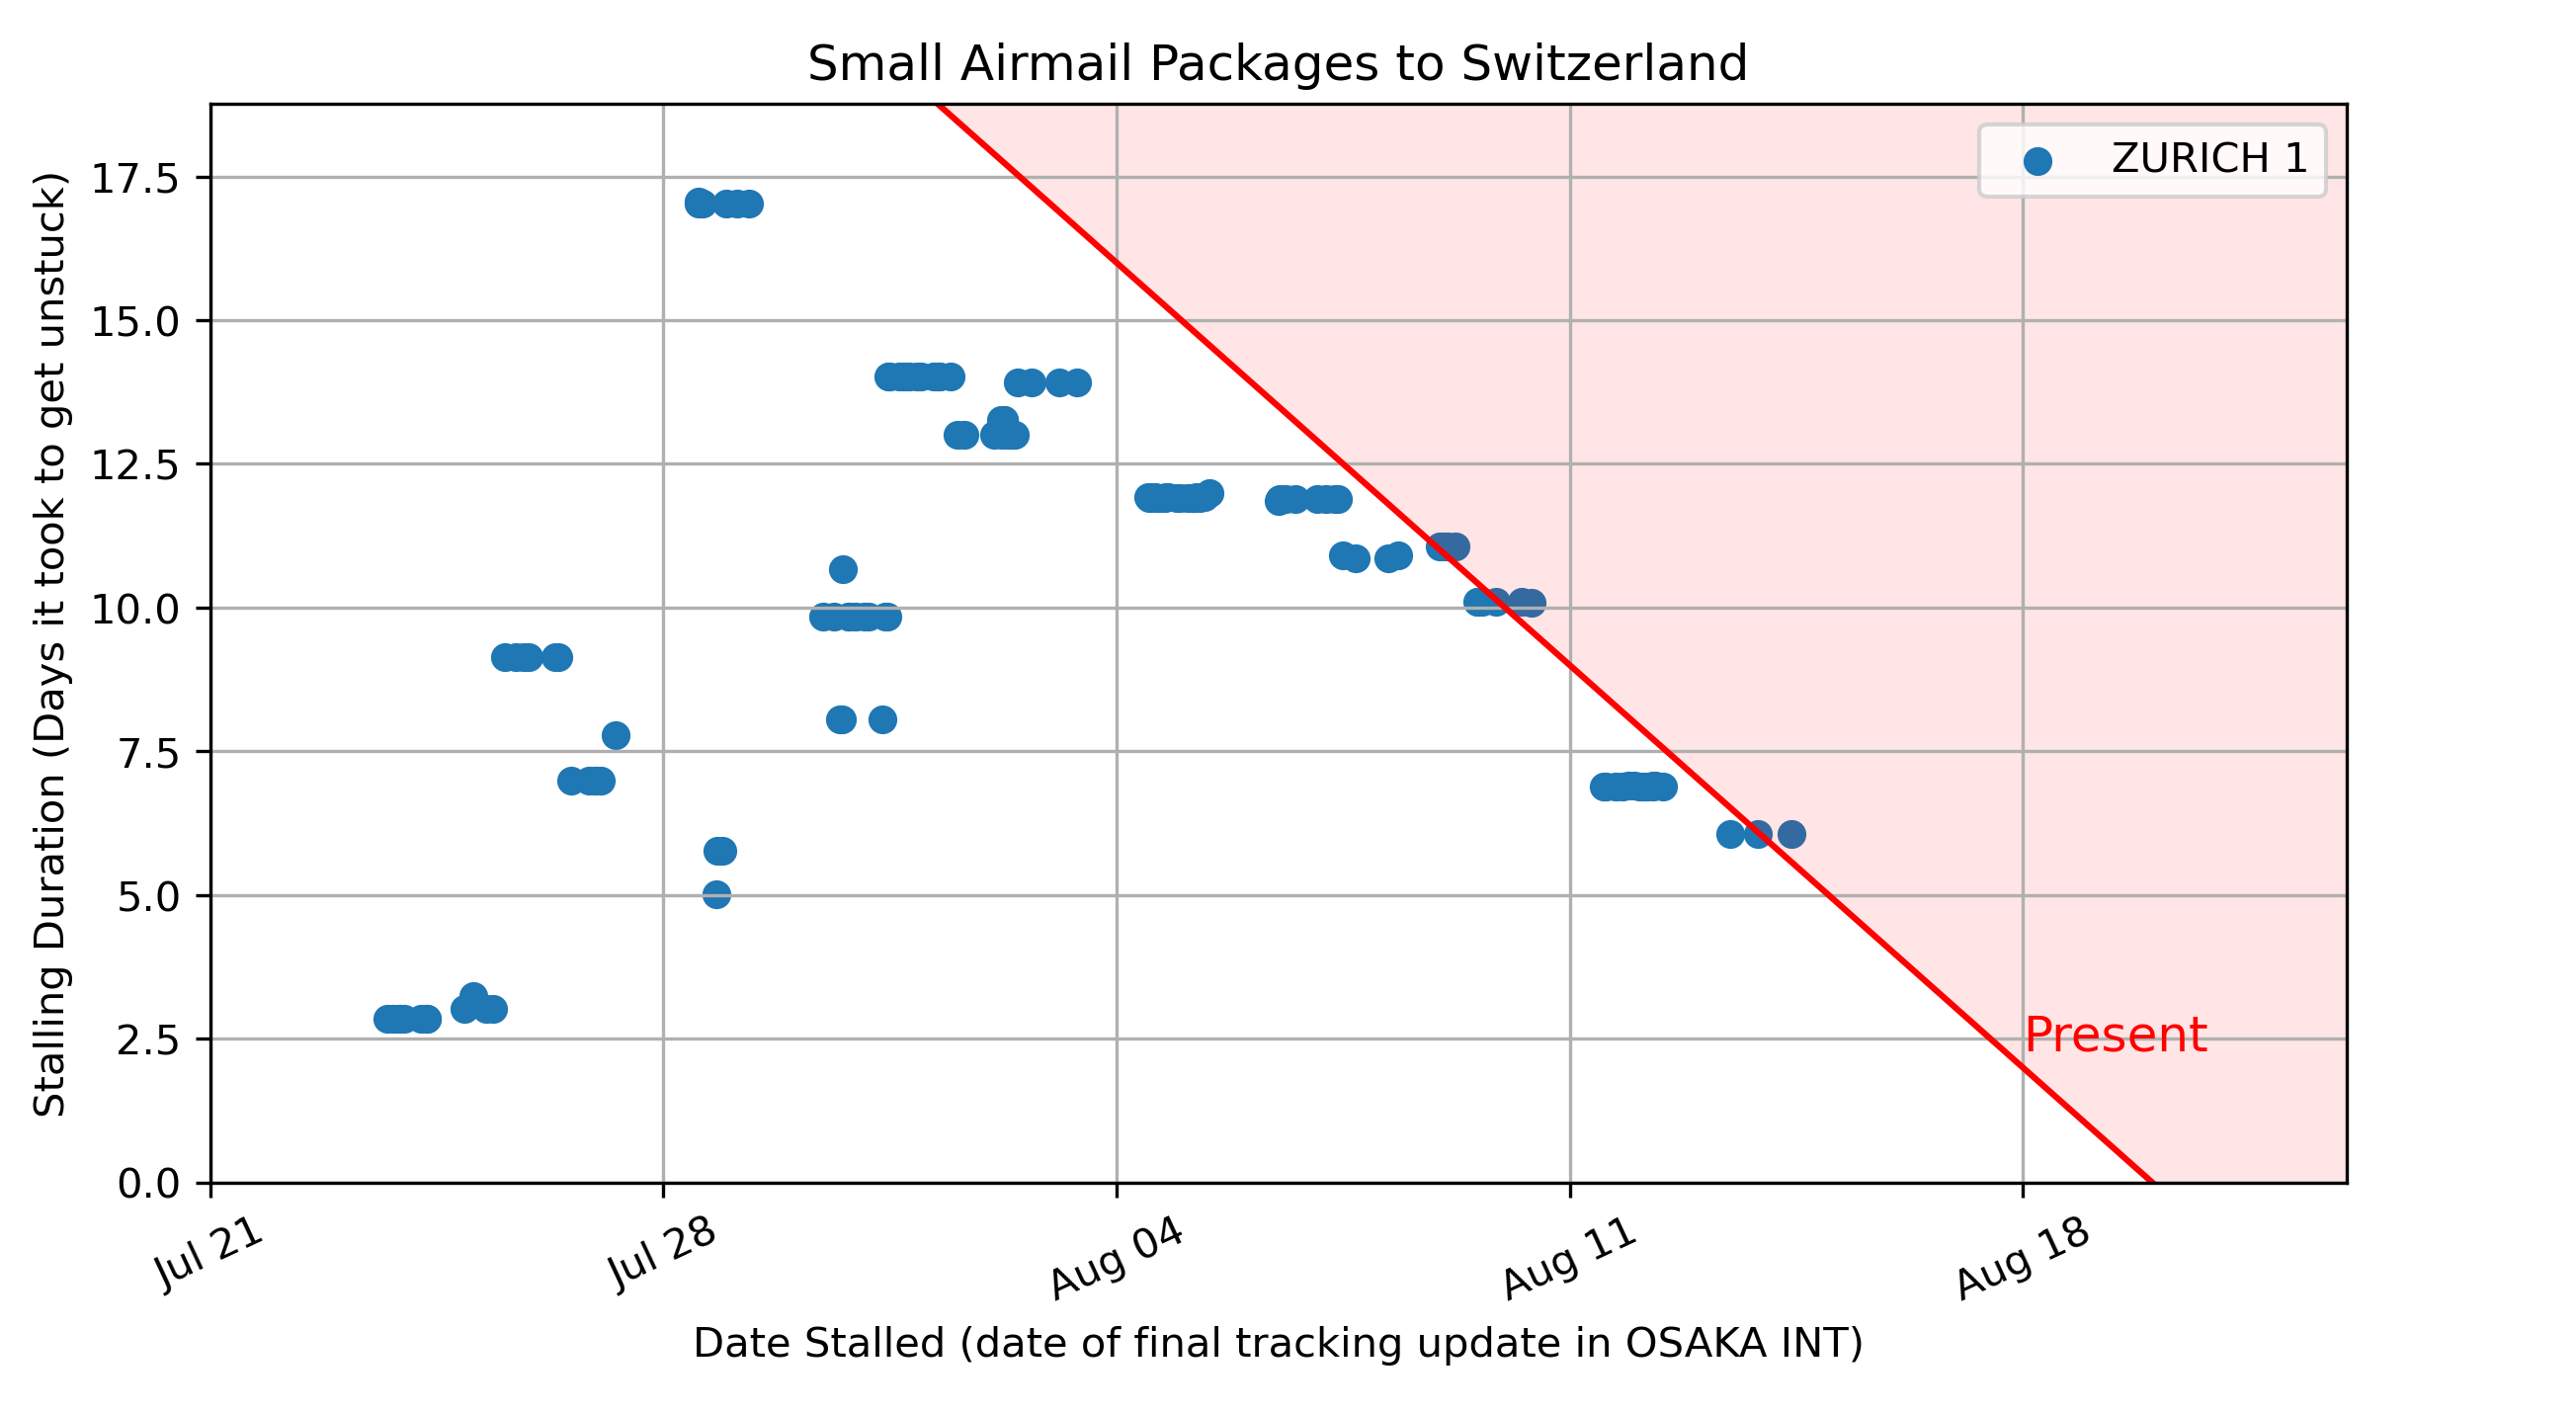 Small Airmail Packages to Switzerland
ZURICH 1
Stalling Duration (Days it took to get unstuck)
17.5
15.0
12.5
10.0
7.5
5.0
2.5
0.0
Present
Jul 21
Jul 28
Aug 04
Aug 11
Aug 18
Date Stalled (date of final tracking update in OSAKA INT)